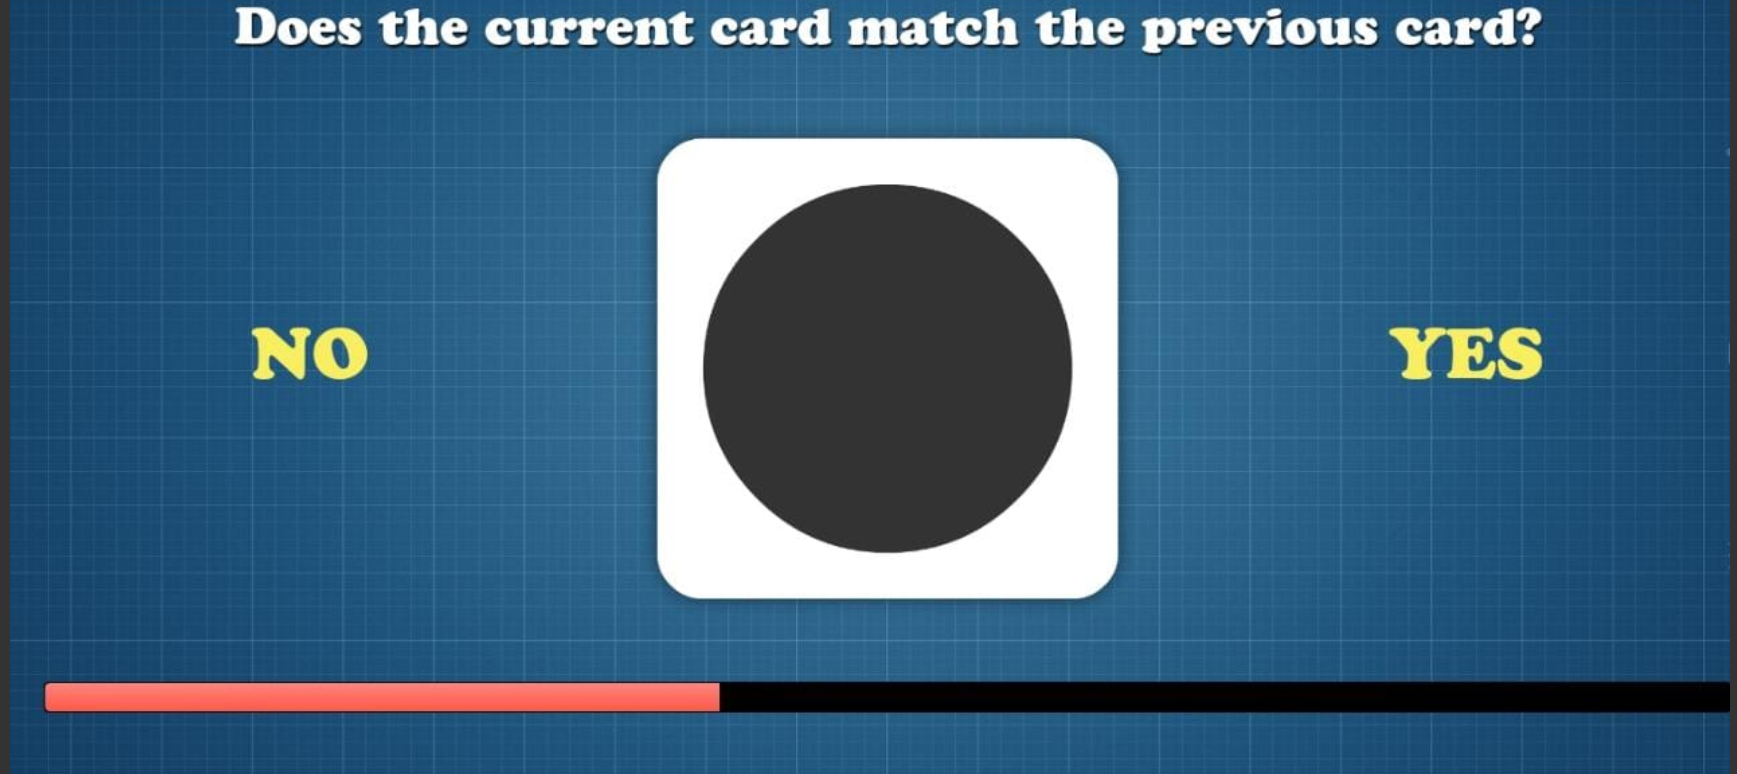 Does the current card match the previous card?
NO
YES